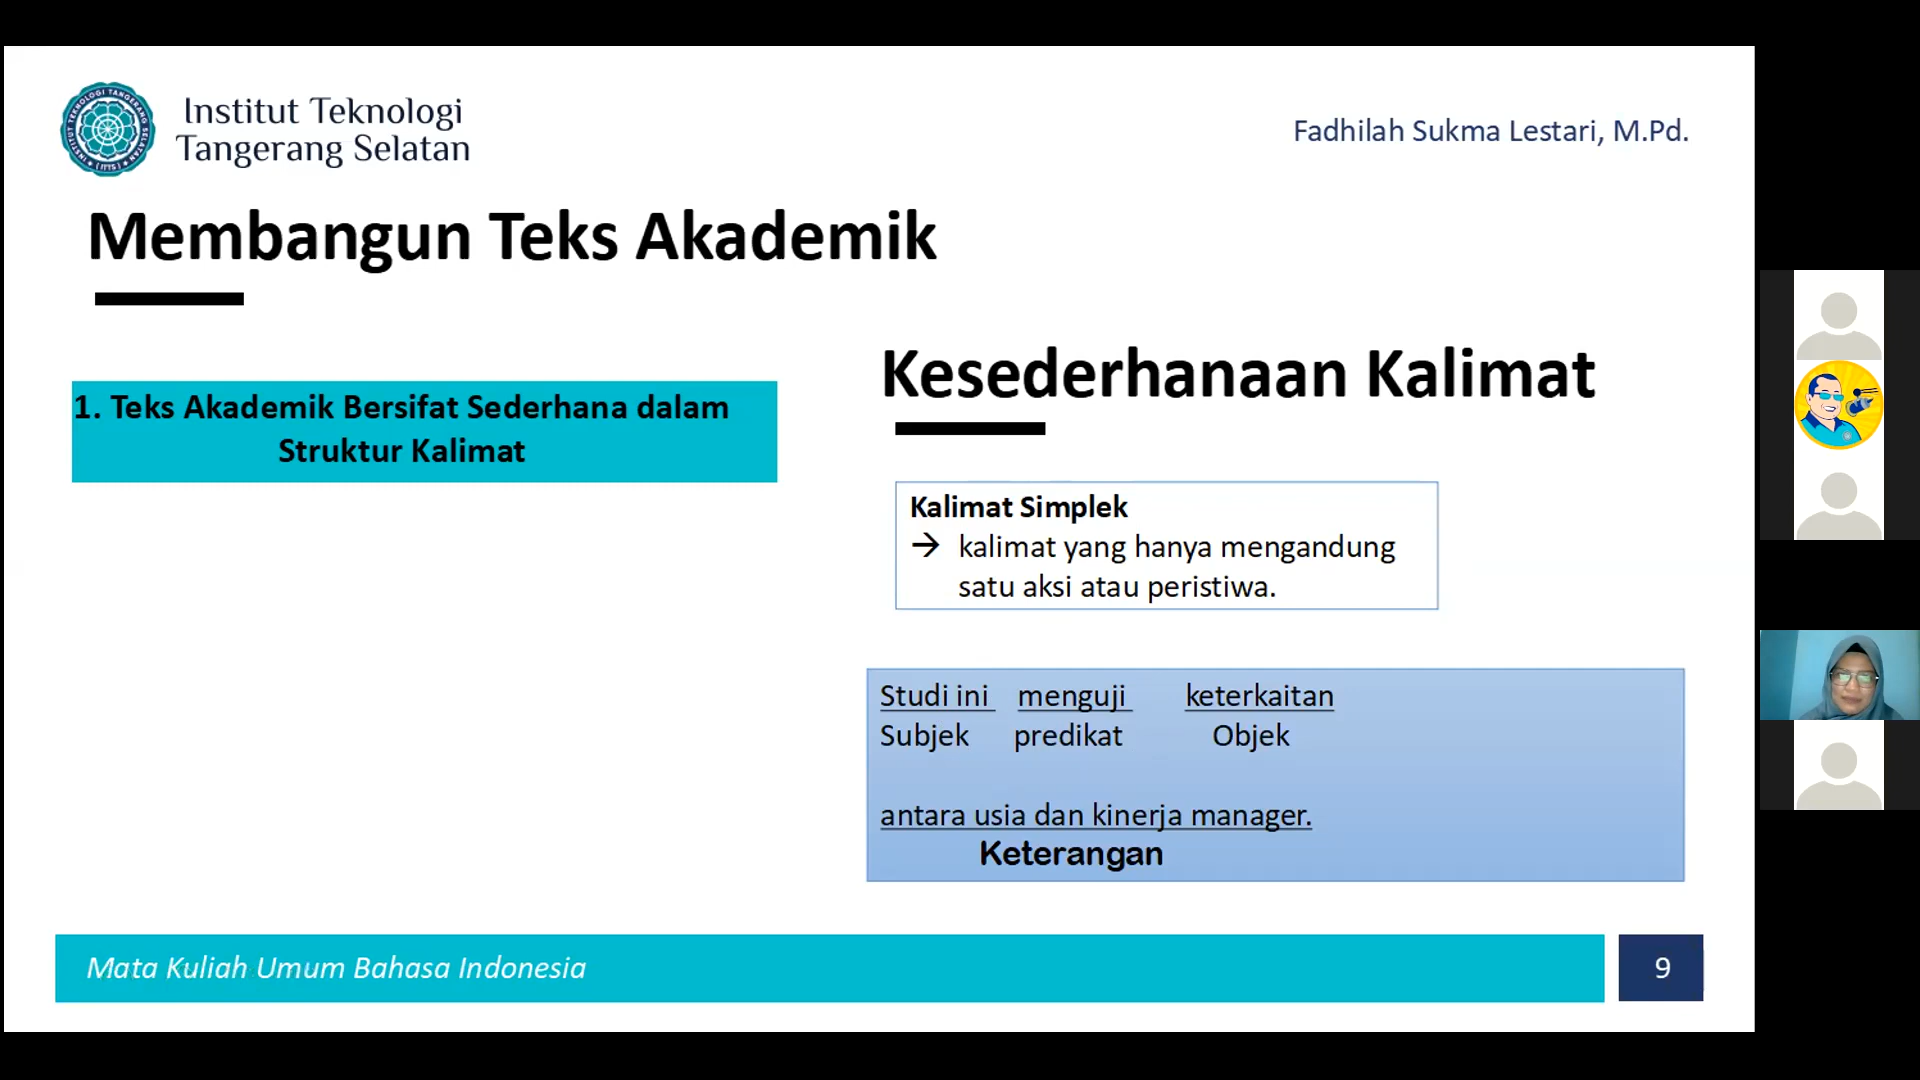 Institut Teknologi
Tangerang Selatan
Fadhilah Sukma Lestari, M.Pd.
Membangun Teks Akademik
1. Teks Akademik Bersifat Sederhana dalam
Struktur Kalimat
Kesederhanaan Kalimat
Kalimat Simplek
→ kalimat yang hanya mengandung
satu aksi atau peristiwa.
Studi ini menguji keterkaitan
Subjek predikat Objek
antara usia dan kinerja manager.
Keterangan
Mata Kuliah Umum Bahasa Indonesia
9